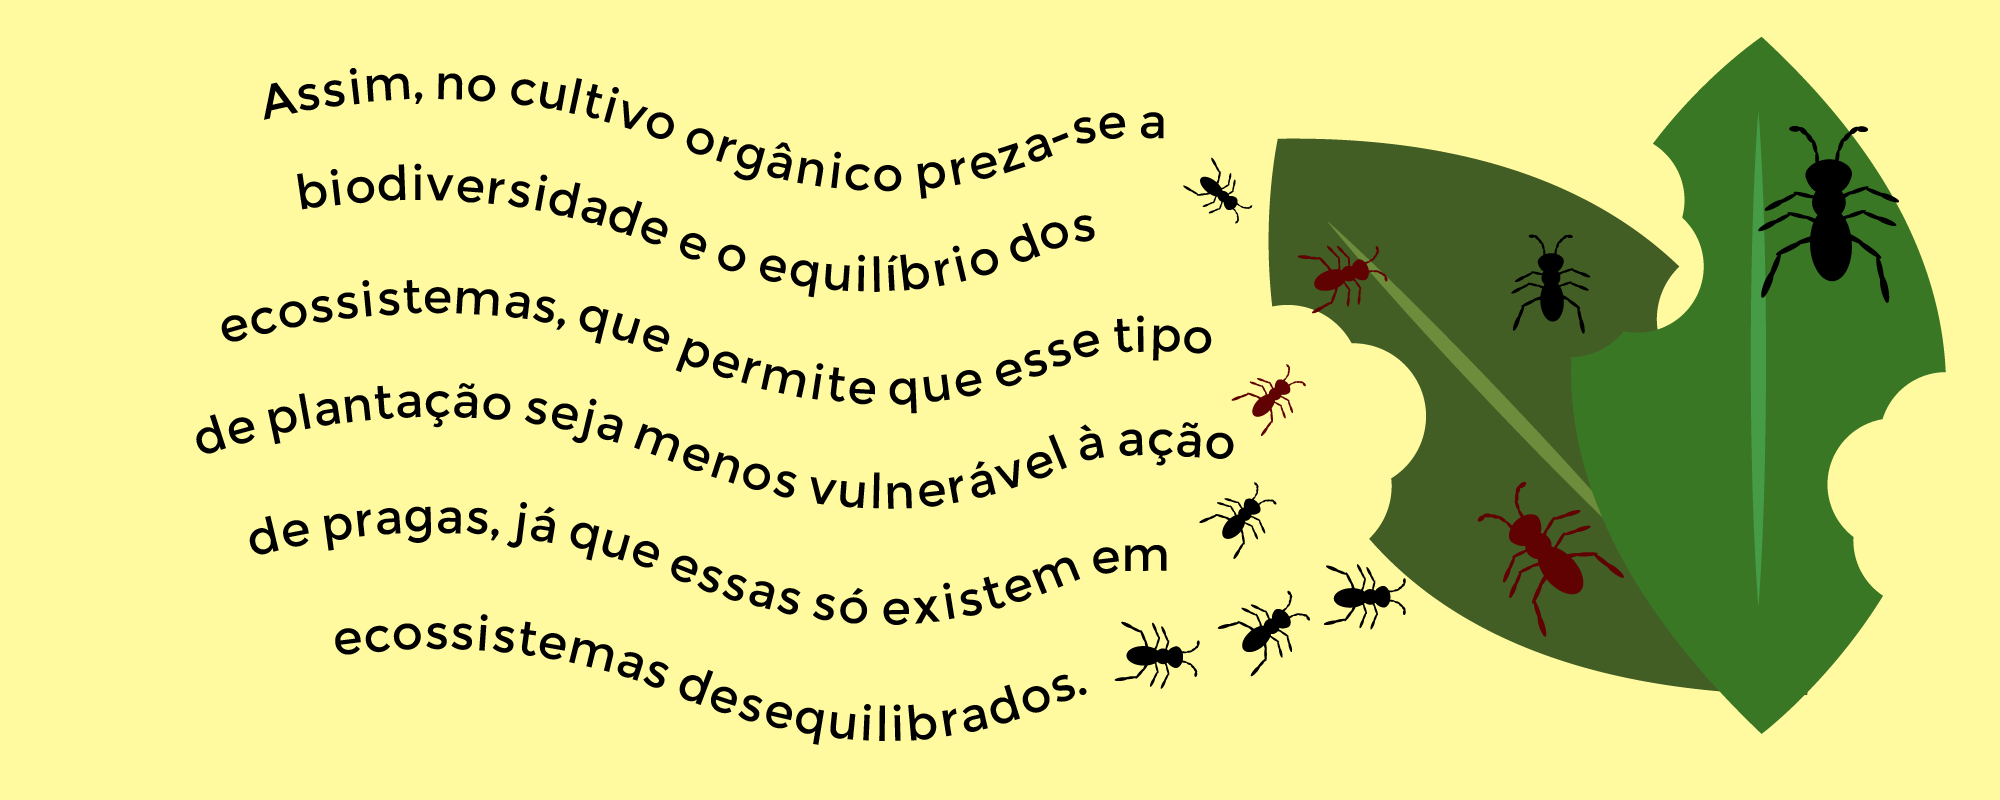 Assim, no cultivo orgânico preza-se a
biodiversidade e o equilíbrio dos
ecossistemas, que permite que esse tipo
de plantação seja menos vulnerável à ação
de pragas, já que essas só existem em
ecossistemas desequilibrados.